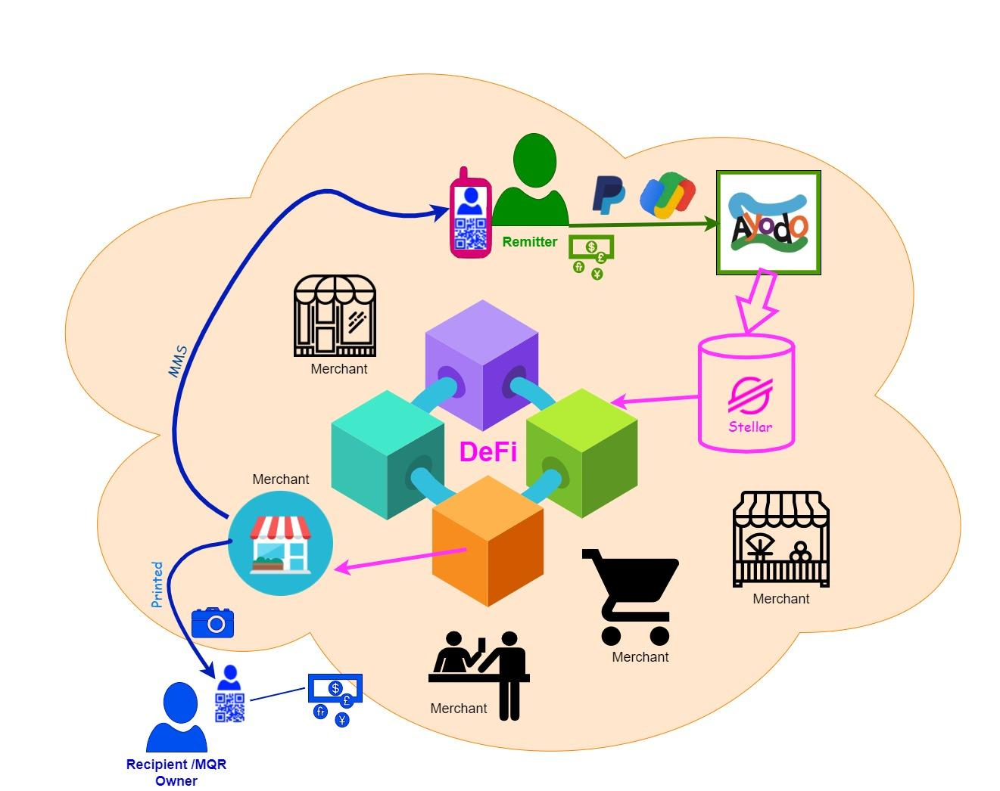 Remitter
Ayodo
MMS
Merchant
DeFi
Stellar
Merchant
Merchant
Printed
Merchant
Merchant
Recipient /MQR
Owner